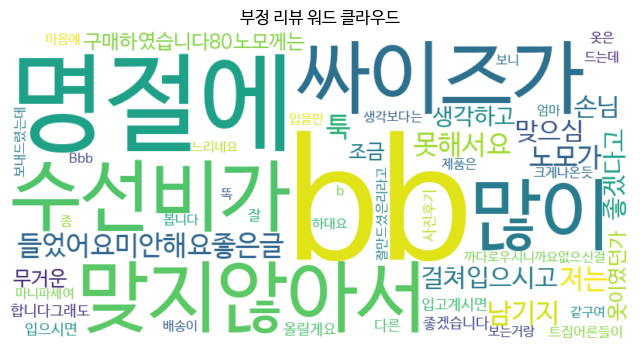 부정 리뷰 워드 클라우드
마음에
구매하였습니다80노모께는
싸이즈가
옷은
드는데
보니
명절에
생각보다는
생각하고
엄마
손님
보내드렸는데
Bbb
느리네요
입을만
툭
bb
못해서요
맞으심
조금
제품은
노모가
크게나온듯
좋겠다고
수선비가
뚝
b
잘만드셨은리라고
사진후기
많이
좀
봅니다
잘
하대요
들었어요미안해요좋은글
까다로우시니까요없으신걸
옷이였던가
무거운
맞지않아서
걸쳐입으시고
저는
마니파세여
합니다그래도
입고계시면
남기지
같구여
입으시면
배송이
올릴게요
다른
좋겠습니다
보는거랑
트집어른들이